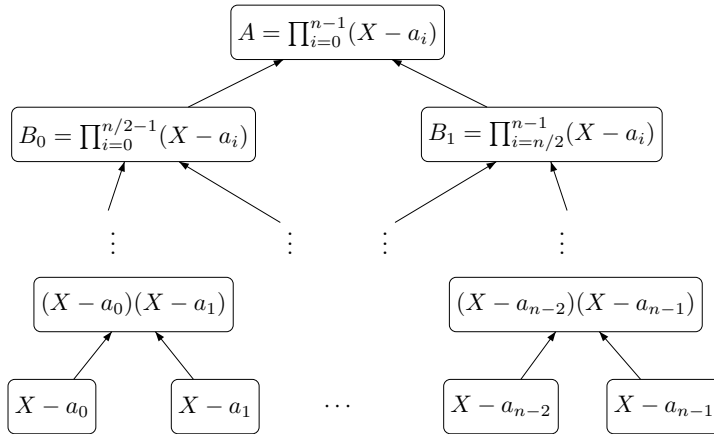 A = ∏_{i=0}^{n-1}(X − a_i)
B_0 = ∏_{i=0}^{n/2−1}(X − a_i)
B_1 = ∏_{i=n/2}^{n−1}(X − a_i)
⋮ ⋮ ⋮ ⋮
(X − a_0)(X − a_1)
(X − a_{n−2})(X − a_{n−1})
X − a_0
X − a_1
⋯
X − a_{n−2}
X − a_{n−1}